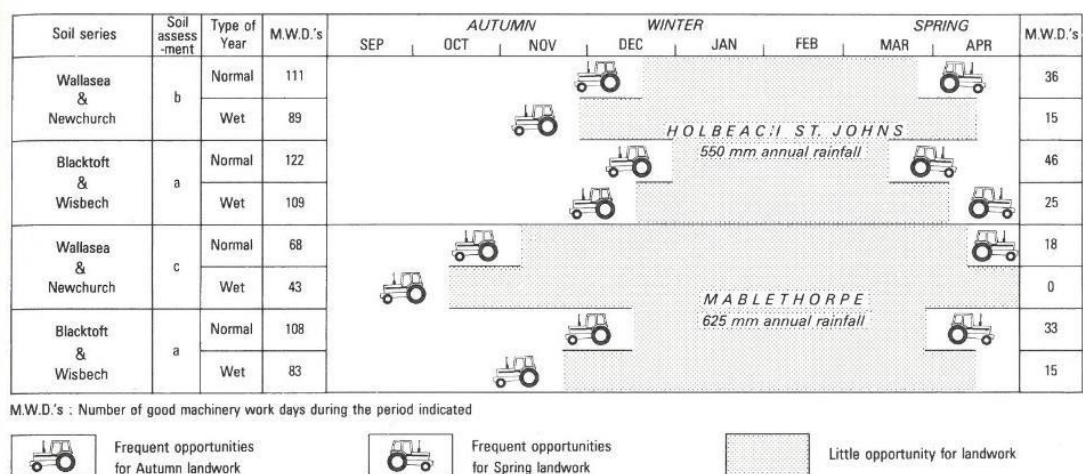 Soil series
Soil
assess
-ment
Type of
Year
M.W.D.'s
AUTUMN
WINTER
SPRING
SEP
OCT
NOV
DEC
JAN
FEB
MAR
APR
M.W.D.'s
Wallasea
&
Newchurch
b
Normal
111
36
Wet
89
15
HOLBEACH ST. JOHNS
550 mm annual rainfall
Blacktoft
&
Wisbech
a
Normal
122
46
Wet
109
25
Wallasea
&
Newchurch
c
Normal
68
18
Wet
43
0
MABLETHORPE
625 mm annual rainfall
Blacktoft
&
Wisbech
a
Normal
108
33
Wet
83
15
M.W.D.'s : Number of good machinery work days during the period indicated
Frequent opportunities
for Autumn landwork
Frequent opportunities
for Spring landwork
Little opportunity for landwork